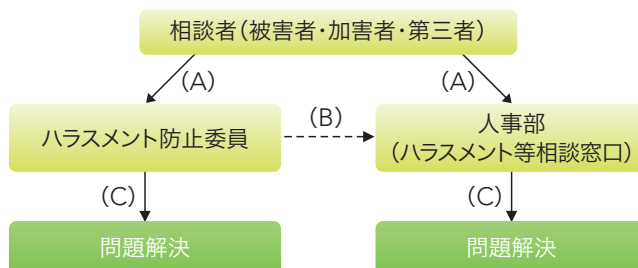 相談者（被害者・加害者・第三者）
（A）
（A）
ハラスメント防止委員
（B）
人事部
（ハラスメント等相談窓口）
（C）
（C）
問題解決
問題解決